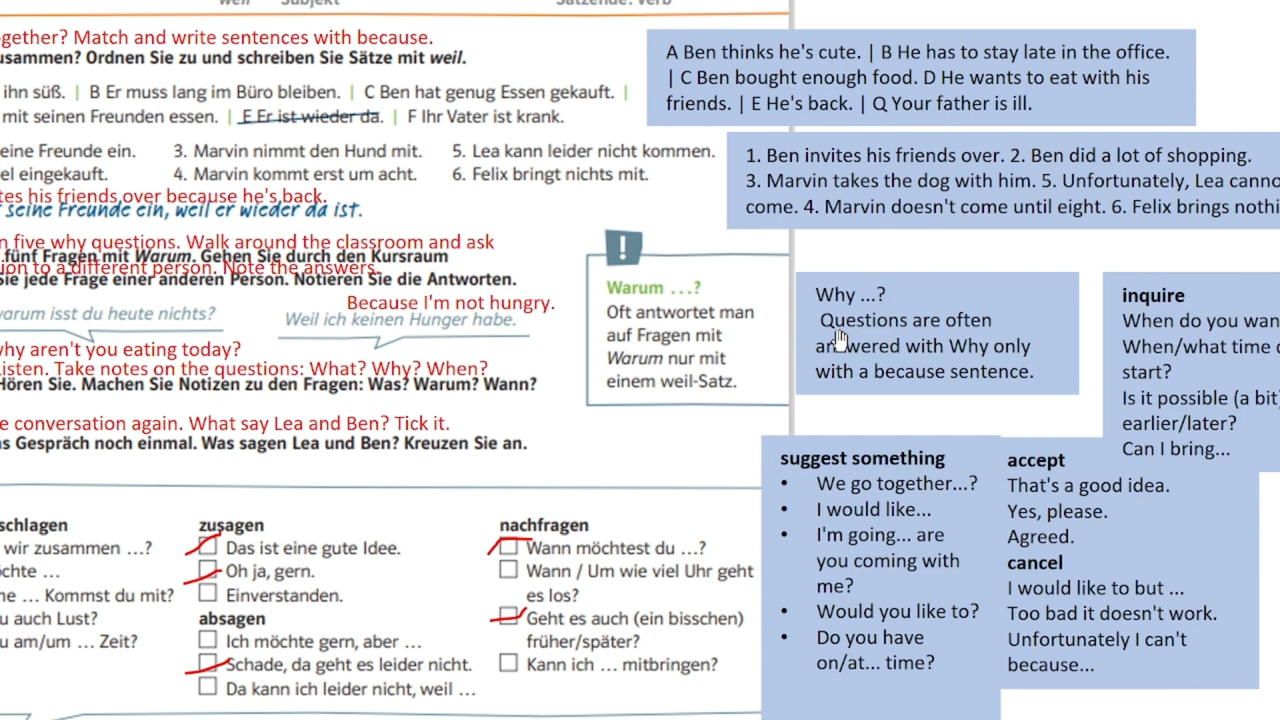 weil Subjekt Satzende: Verb
ogether? Match and write sentences with because.
usammen? Ordnen Sie zu und schreiben Sie Sätze mit weil.
ihn süß. | B Er muss lang im Büro bleiben. | C Ben hat genug Essen gekauft. |
mit seinen Freunden essen. | E Er ist wieder da. | F Ihr Vater ist krank.
eine Freunde ein. 3. Marvin nimmt den Hund mit. 5. Lea kann leider nicht kommen.
el eingekauft. 4. Marvin kommt erst um acht. 6. Felix bringt nichts mit.
tes his friends over because he's back.
seine Freunde ein, weil er wieder da ist.
n five why questions. Walk around the classroom and ask
fünf Fragen mit Warum. Gehen Sie durch den Kursraum
ion to a different person. Note the answers.
Sie jede Frage einer anderen Person. Notieren Sie die Antworten.
Because I'm not hungry.
warum isst du heute nichts?
Weil ich keinen Hunger habe.
why aren't you eating today?
Listen. Take notes on the questions: What? Why? When?
Hören Sie. Machen Sie Notizen zu den Fragen: Was? Warum? Wann?
e conversation again. What say Lea and Ben? Tick it.
as Gespräch noch einmal. Was sagen Lea und Ben? Kreuzen Sie an.
!
Warum ...?
Oft antwortet man
auf Fragen mit
Warum nur mit
einem weil-Satz.
schlagen
wir zusammen ...?
öchte ...
ne ... Kommst du mit?
u auch Lust?
u am/um ... Zeit?
zusagen
Das ist eine gute Idee.
Oh ja, gern.
Einverstanden.
absagen
Ich möchte gern, aber ...
Schade, da geht es leider nicht.
Da kann ich leider nicht, weil ...
nachfragen
Wann möchtest du ...?
Wann / Um wie viel Uhr geht
es los?
Geht es auch (ein bisschen)
früher/später?
Kann ich ... mitbringen?
A Ben thinks he's cute. | B He has to stay late in the office.
| C Ben bought enough food. D He wants to eat with his
friends. | E He's back. | Q Your father is ill.
1. Ben invites his friends over. 2. Ben did a lot of shopping.
3. Marvin takes the dog with him. 5. Unfortunately, Lea canno
come. 4. Marvin doesn't come until eight. 6. Felix brings nothi
Why ...?
Questions are often
answered with Why only
with a because sentence.
inquire
When do you wan
When/what time d
start?
Is it possible (a bit)
earlier/later?
Can I bring...
suggest something
• We go together...?
• I would like...
• I'm going... are
you coming with
me?
• Would you like to?
• Do you have
on/at... time?
accept
That's a good idea.
Yes, please.
Agreed.
cancel
I would like to but ...
Too bad it doesn't work.
Unfortunately I can't
because...